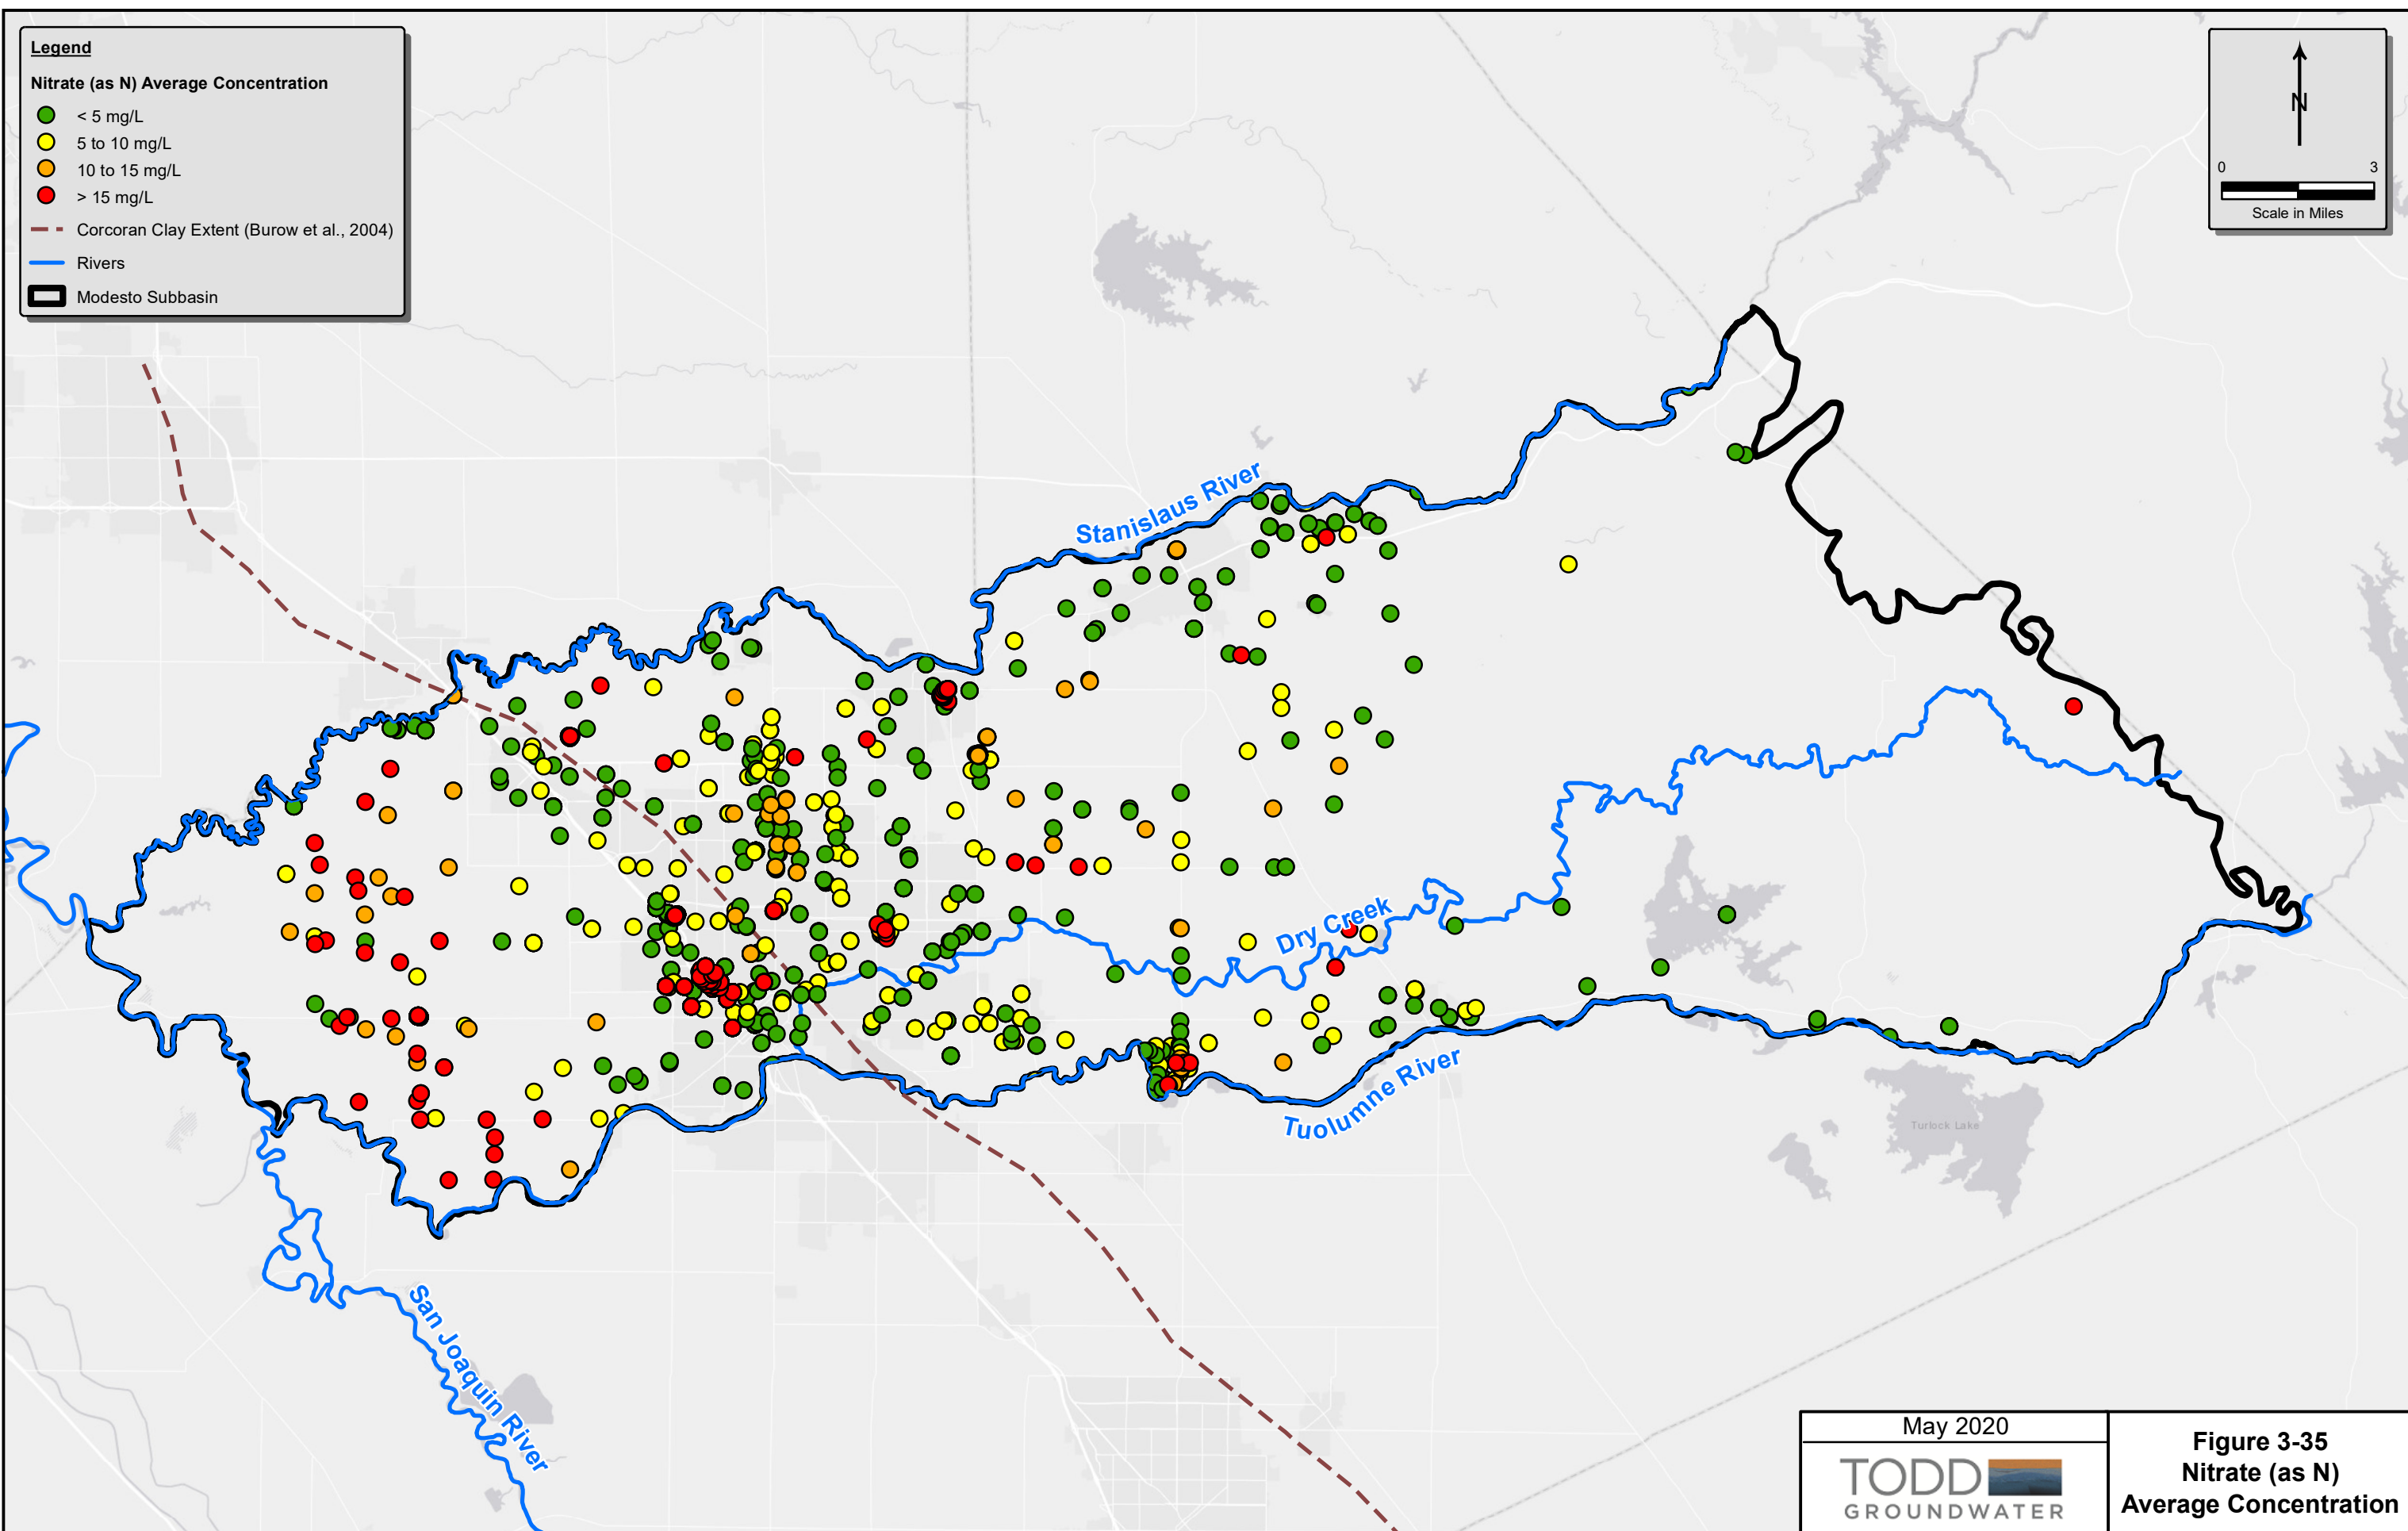 Legend
Nitrate (as N) Average Concentration
< 5 mg/L
5 to 10 mg/L
10 to 15 mg/L
> 15 mg/L
Corcoran Clay Extent (Burow et al., 2004)
Rivers
Modesto Subbasin
N
0 3
Scale in Miles
Stanislaus River
Dry Creek
Tuolumne River
Turlock Lake
San Joaquin River
May 2020
TODD
GROUNDWATER
Figure 3-35
Nitrate (as N)
Average Concentration